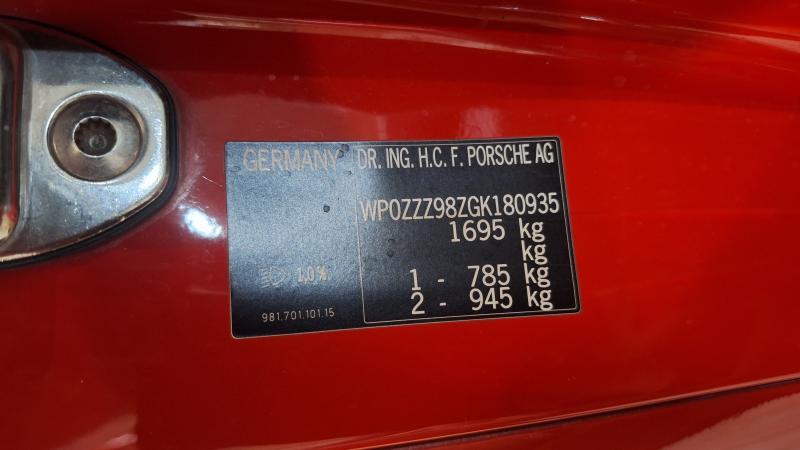 GERMANY DR. ING. H.C. F. PORSCHE AG
WP0ZZZ98ZGK180935
1695 kg
kg
1,0% 1 - 785 kg
2 - 945 kg
981.701.101.15